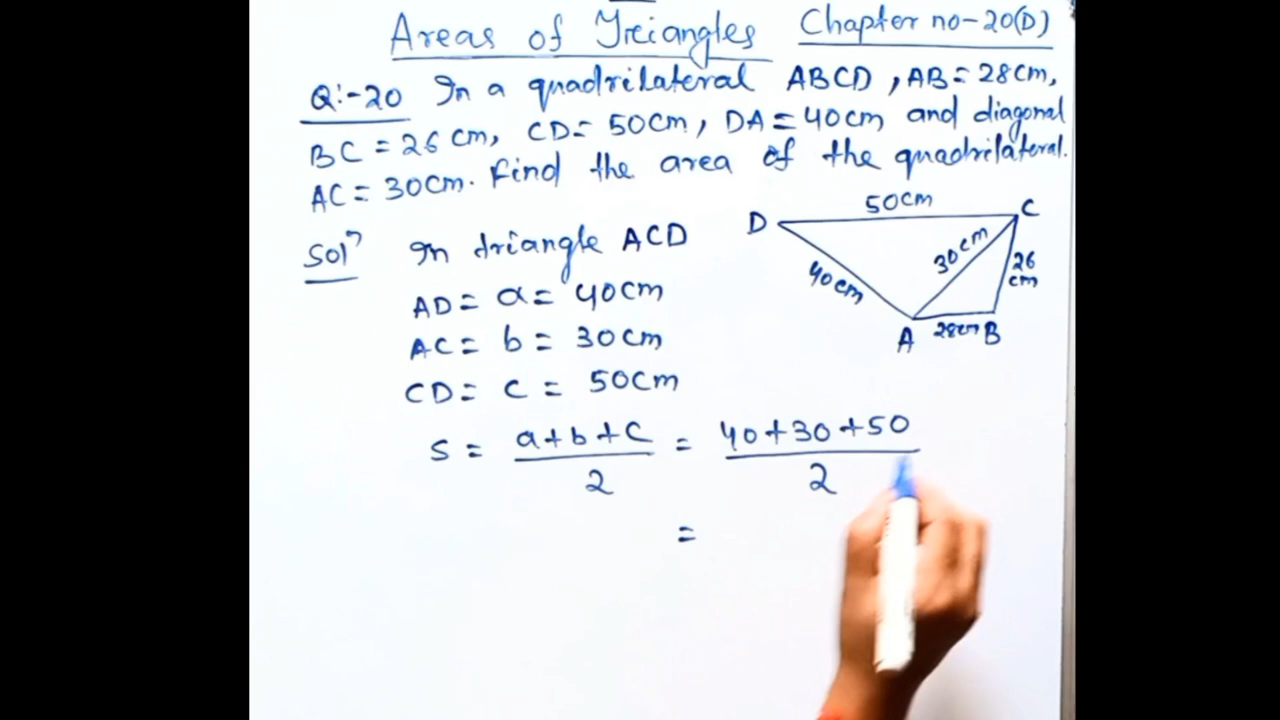 Areas of Treiangles Chapter no-20(D)
Q:-20 In a quadrilateral ABCD, AB = 28cm,
BC = 26 cm, CD = 50cm, DA = 40cm and diagonal
AC = 30cm. Find the area of the quadrilateral.
Solⁿ In triangle ACD
AD = a = 40cm
AC = b = 30cm
CD = c = 50cm
S = a+b+c / 2 = 40+30+50 / 2
=
D 50cm C
40cm 30cm 26 cm
A 28cm B